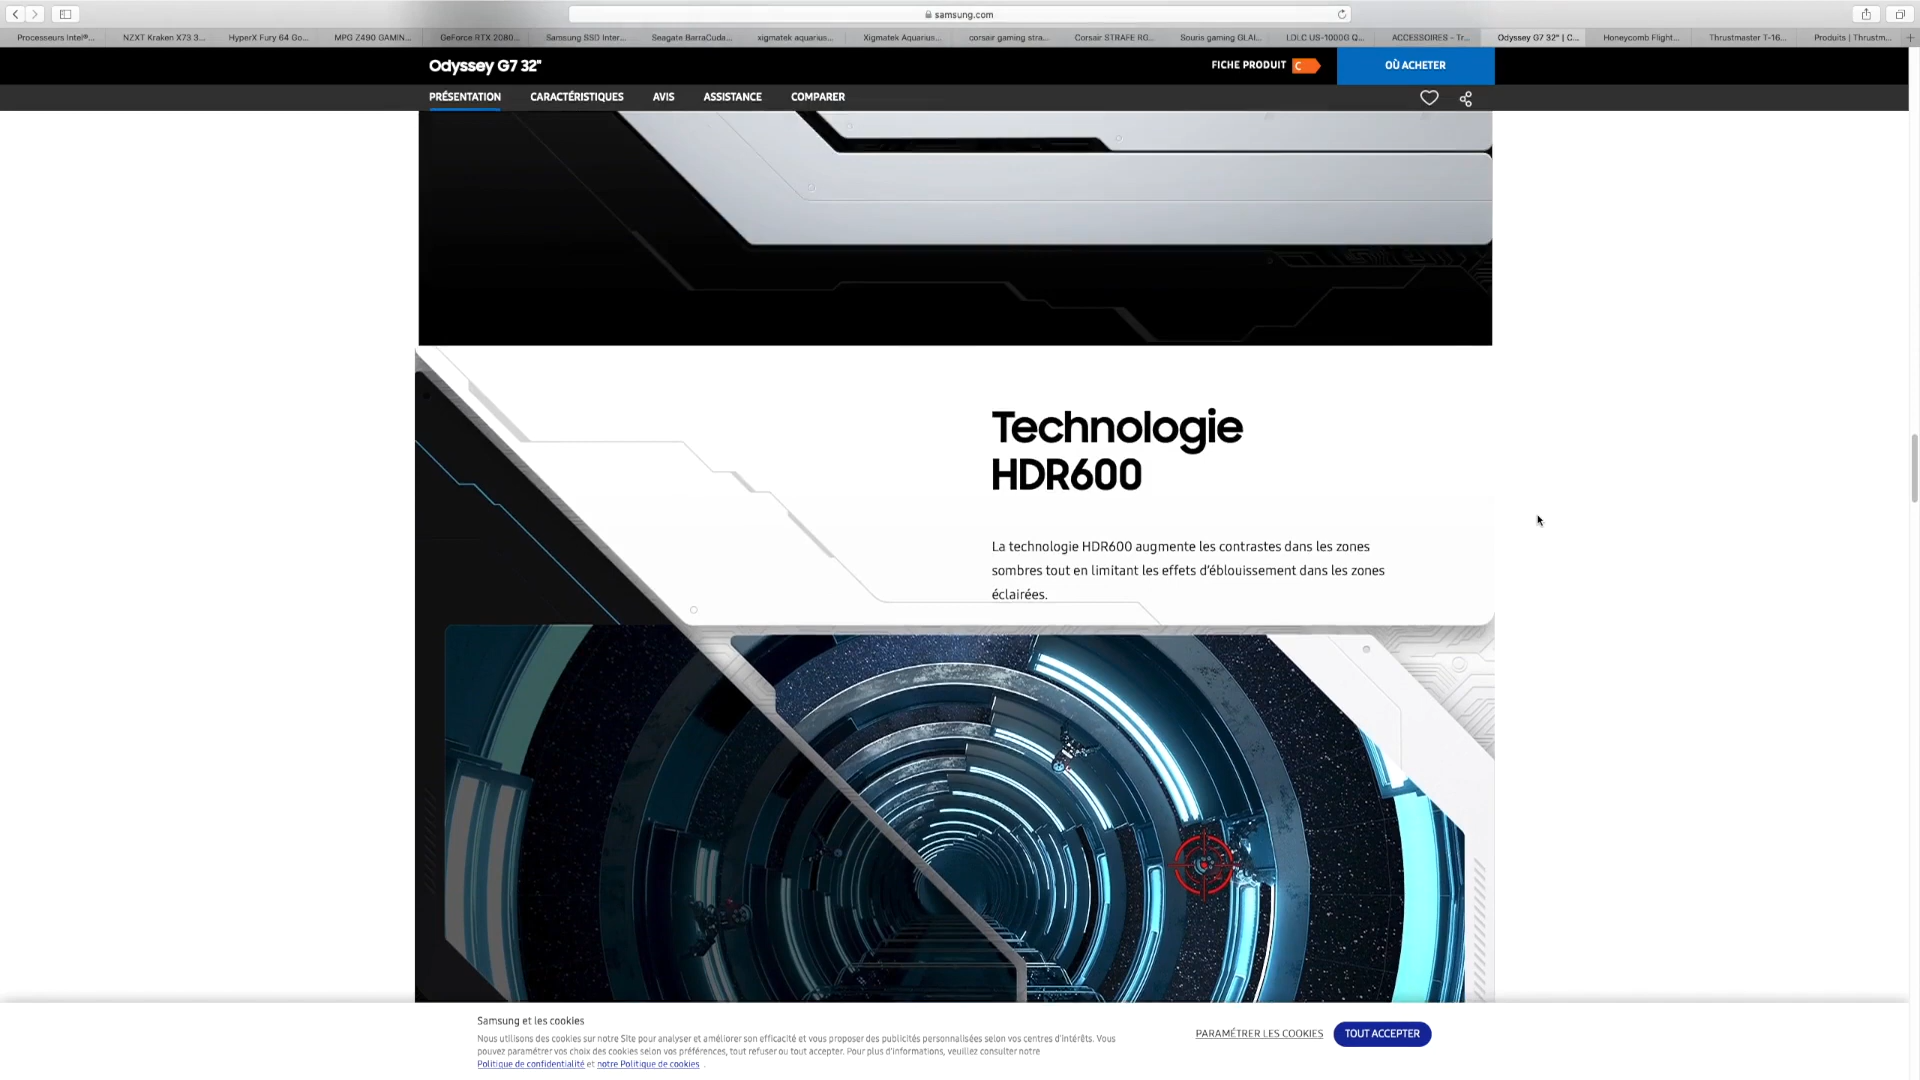 samsung.com
Processeurs Intel®...
NZXT Kraken X73 3...
HyperX Fury 64 Go...
MPG Z490 GAMIN...
GeForce RTX 2080...
Samsung SSD Inter...
Seagate BarraCuda...
xigmatek aquarius...
Xigmatek Aquarius...
corsair gaming stra...
Corsair STRAFE RG...
Souris gaming GLAI...
LDLC US-1000G Q...
ACCESSOIRES - Tr...
Odyssey G7 32" | C...
Honeycomb Flight...
Thrustmaster T-16...
Produits | Thrustm...
Odyssey G7 32"
FICHE PRODUIT C
OÙ ACHETER
PRÉSENTATION
CARACTÉRISTIQUES
AVIS
ASSISTANCE
COMPARER
Technologie
HDR600
La technologie HDR600 augmente les contrastes dans les zones
sombres tout en limitant les effets d'éblouissement dans les zones
éclairées.
Samsung et les cookies
Nous utilisons des cookies sur notre Site pour analyser et améliorer son efficacité et vous proposer des publicités personnalisées selon vos centres d'intérêts. Vous
pouvez paramétrer vos choix des cookies selon vos préférences, tout refuser ou tout accepter. Pour plus d'informations, veuillez consulter notre
Politique de confidentialité et notre Politique de cookies .
PARAMÉTRER LES COOKIES
TOUT ACCEPTER